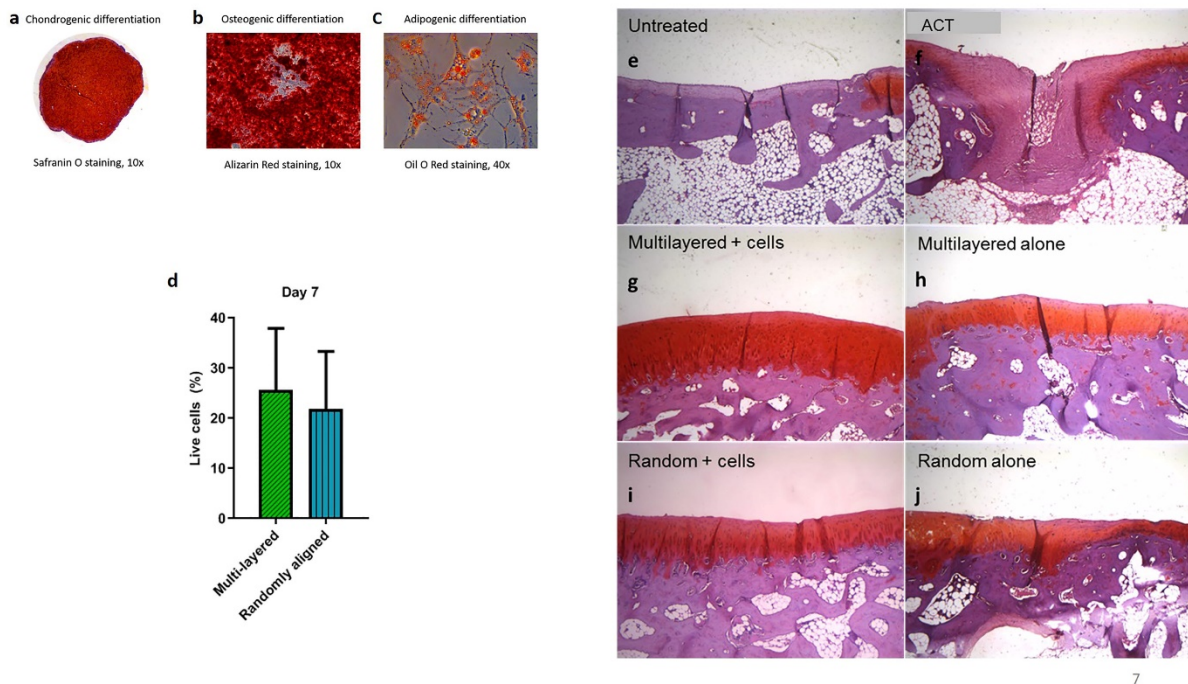 a Chondrogenic differentiation
Safranin O staining, 10x
b Osteogenic differentiation
Alizarin Red staining, 10x
c Adipogenic differentiation
Oil O Red staining, 40x
d
Day 7
Live cells (%)
40
30
20
10
0
Multi-layered
Randomly aligned
Untreated
e
ACT
f
Multilayered + cells
g
Multilayered alone
h
Random + cells
i
Random alone
j
7